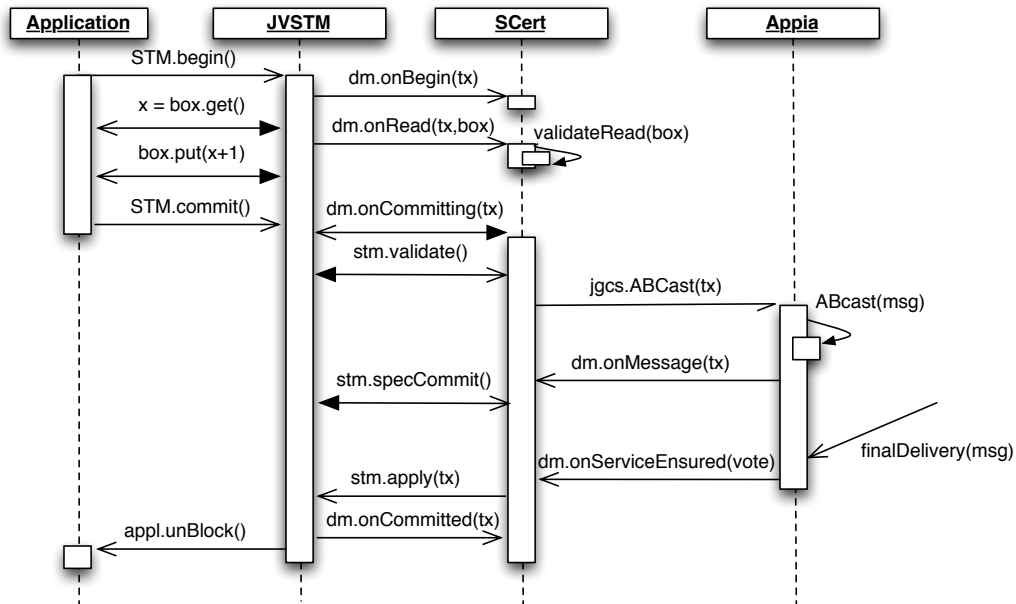 Application JVSTM SCert Appia
STM.begin()
dm.onBegin(tx)
x = box.get()
dm.onRead(tx,box)
validateRead(box)
box.put(x+1)
STM.commit()
dm.onCommitting(tx)
stm.validate()
jgcs.ABCast(tx)
ABcast(msg)
dm.onMessage(tx)
stm.specCommit()
finalDelivery(msg)
dm.onServiceEnsured(vote)
stm.apply(tx)
dm.onCommitted(tx)
appl.unBlock()